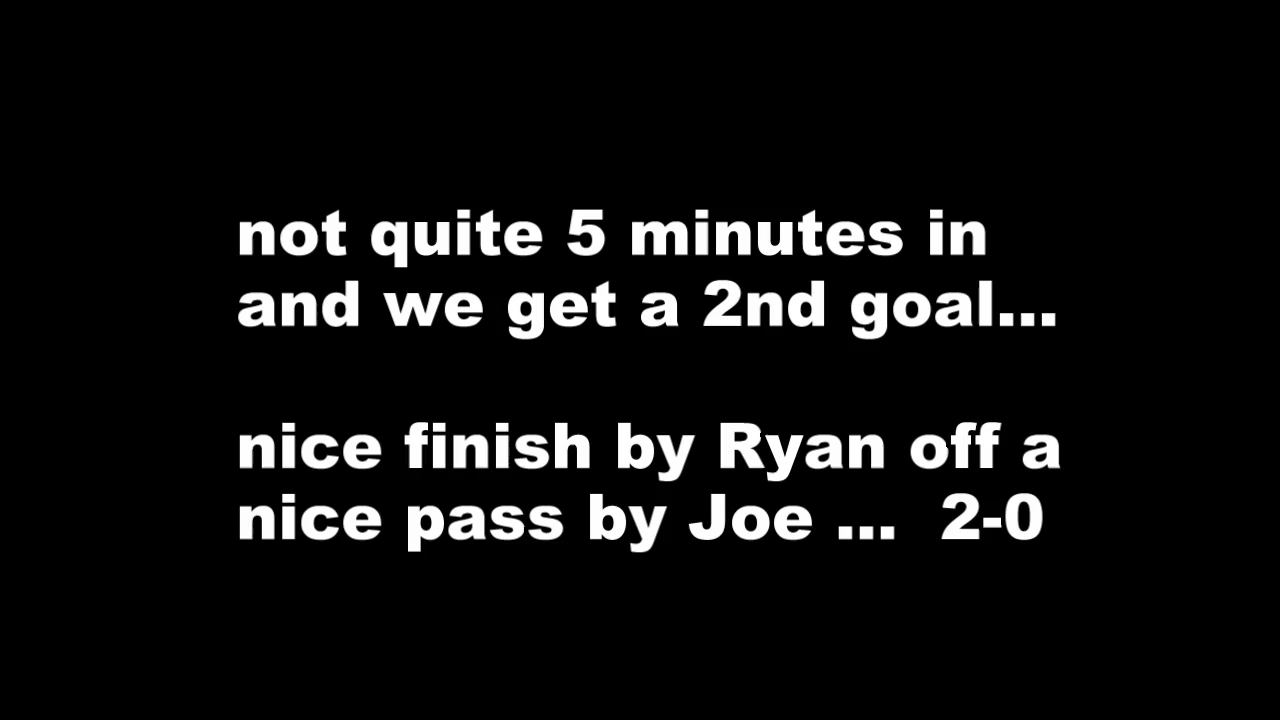 not quite 5 minutes in
and we get a 2nd goal...
nice finish by Ryan off a
nice pass by Joe ...  2-0